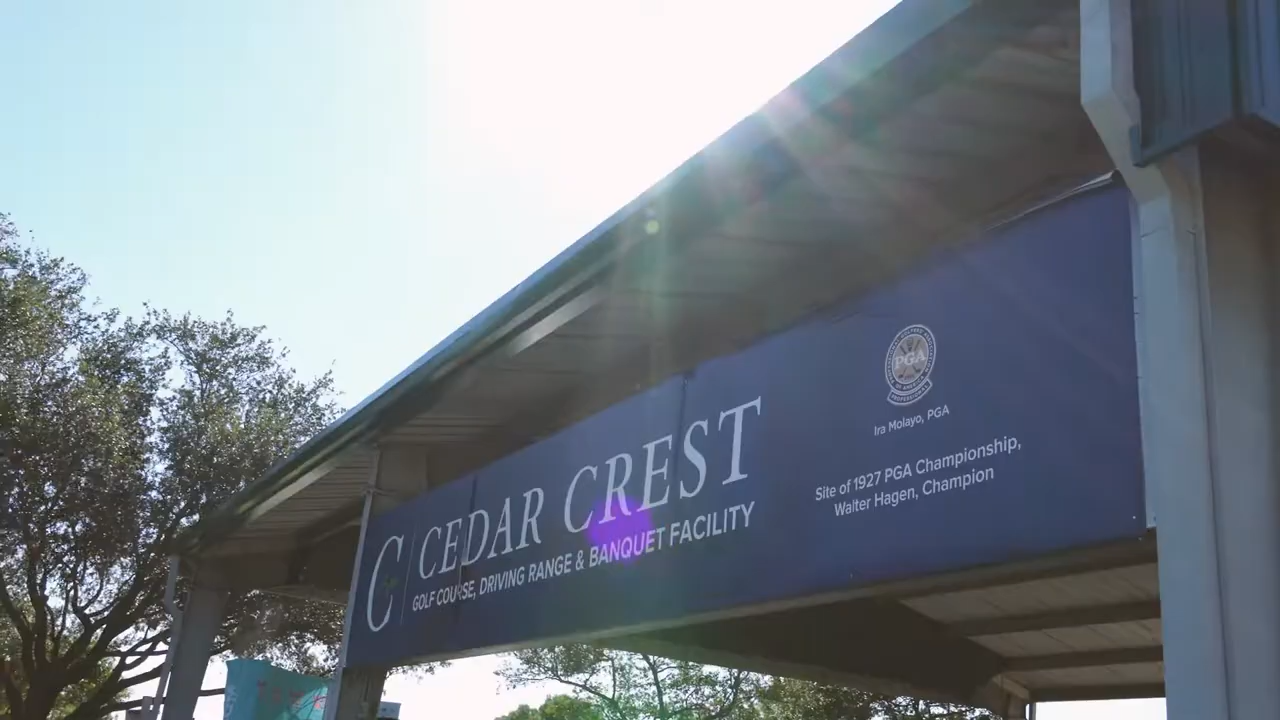 C
CEDAR CREST
GOLF COURSE, DRIVING RANGE & BANQUET FACILITY
PGA
Ira Molayo, PGA
Site of 1927 PGA Championship,
Walter Hagen, Champion